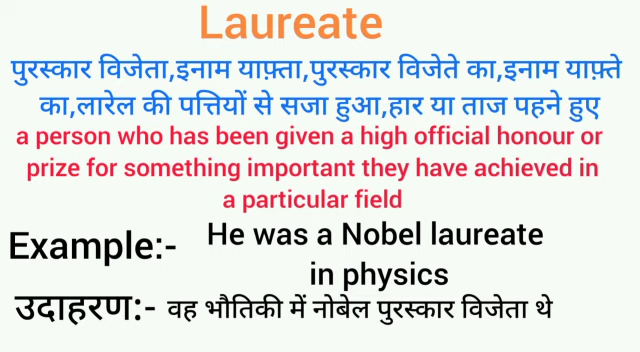 Laureate
पुरस्कार विजेता,इनाम याफ़्ता,पुरस्कार विजेते का,इनाम याफ़्ते
का,लारेल की पत्तियों से सजा हुआ,हार या ताज पहने हुए
a person who has been given a high official honour or
prize for something important they have achieved in
a particular field
Example:- He was a Nobel laureate
in physics
उदाहरण:- वह भौतिकी में नोबेल पुरस्कार विजेता थे